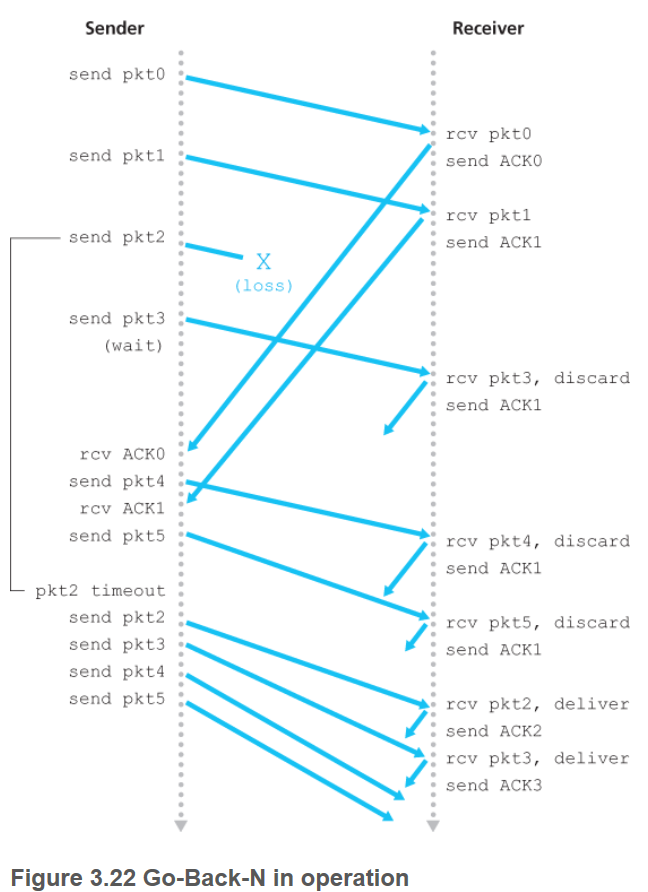 Sender
Receiver
send pkt0
rcv pkt0
send ACK0
send pkt1
rcv pkt1
send ACK1
send pkt2
X
(loss)
send pkt3
(wait)
rcv pkt3, discard
send ACK1
rcv ACK0
send pkt4
rcv ACK1
send pkt5
rcv pkt4, discard
send ACK1
pkt2 timeout
send pkt2
send pkt3
send pkt4
send pkt5
rcv pkt5, discard
send ACK1
rcv pkt2, deliver
send ACK2
rcv pkt3, deliver
send ACK3
Figure 3.22 Go-Back-N in operation